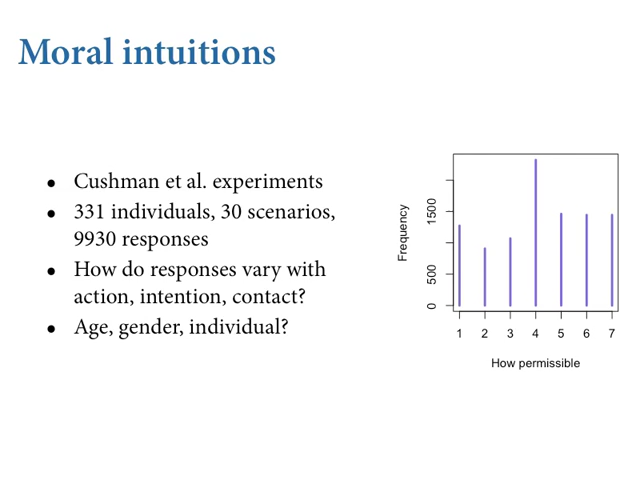 Moral intuitions
• Cushman et al. experiments
• 331 individuals, 30 scenarios,
9930 responses
• How do responses vary with
action, intention, contact?
• Age, gender, individual?
Frequency
1500
500
0
1 2 3 4 5 6 7
How permissible